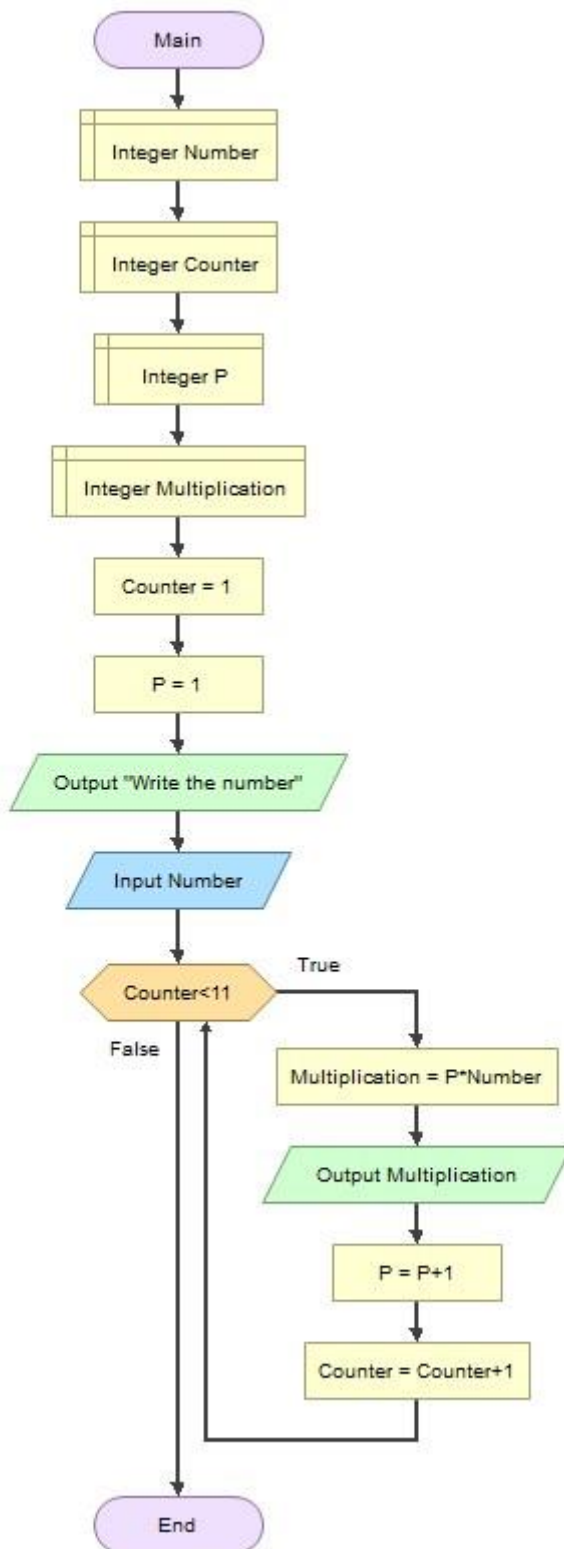 Main
Integer Number
Integer Counter
Integer P
Integer Multiplication
Counter = 1
P = 1
Output "Write the number"
Input Number
Counter<11
True
False
Multiplication = P*Number
Output Multiplication
P = P+1
Counter = Counter+1
End